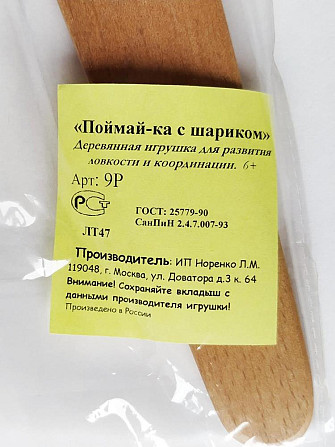 «Поймай-ка с шариком»
Деревянная игрушка для развития
ловкости и координации. 6+
Арт: 9Р
РСТ
ГОСТ: 25779-90
СанПиН 2.4.7.007-93
ЛТ47
Производитель: ИП Норенко Л.М.
119048, г. Москва, ул. Доватора д.3 к. 64
Внимание! Сохраняйте вкладыш с
данными производителя игрушки!
Произведено в России